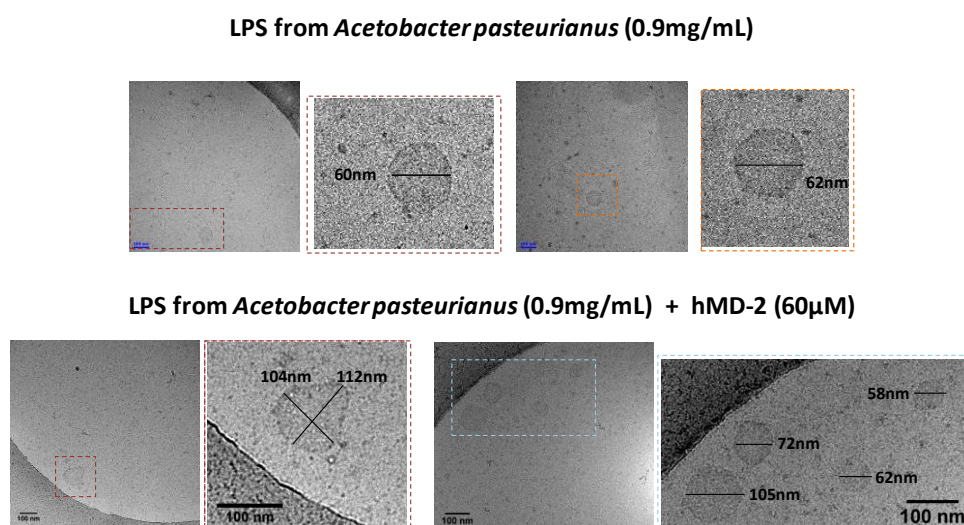 LPS from Acetobacter pasteurianus (0.9mg/mL)
60nm
62nm
LPS from Acetobacter pasteurianus (0.9mg/mL) + hMD-2 (60µM)
104nm
112nm
58nm
72nm
62nm
105nm
100 nm
100 nm
100 nm
100 nm